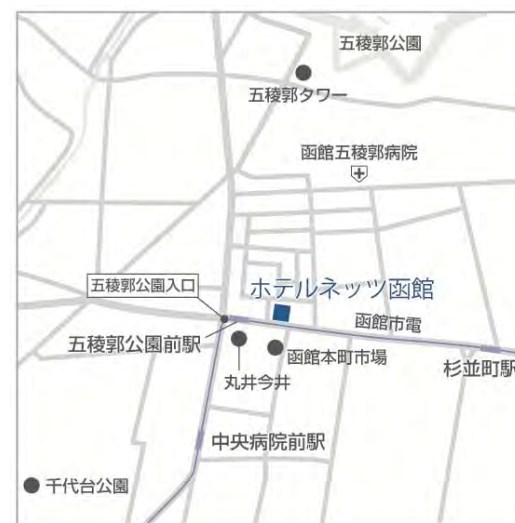 五稜郭公園
五稜郭タワー
函館五稜郭病院
五稜郭公園入口
ホテルネッツ函館
函館市電
五稜郭公園前駅
函館本町市場
杉並町駅
丸井今井
中央病院前駅
千代台公園